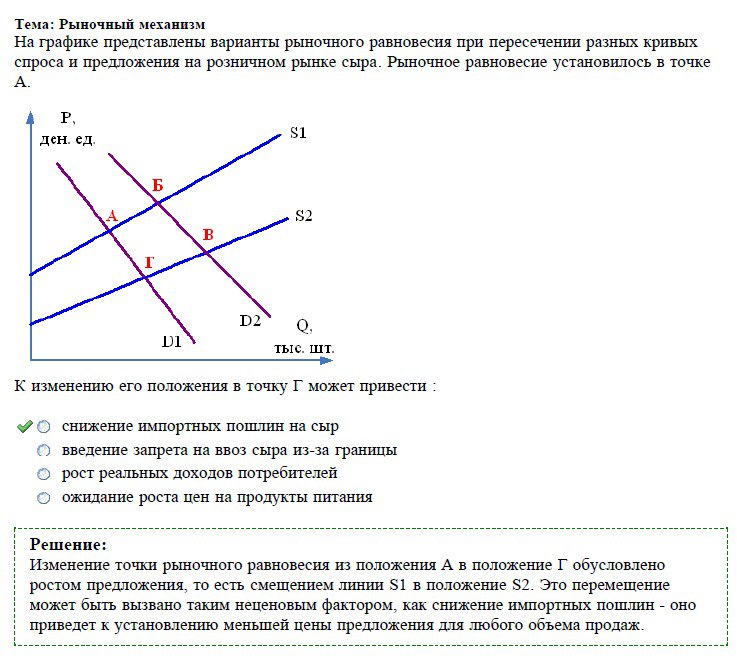 Тема: Рыночный механизм
На графике представлены варианты рыночного равновесия при пересечении разных кривых
спроса и предложения на розничном рынке сыра. Рыночное равновесие установилось в точке
А.
P,
ден. ед.
S1
Б
А
S2
В
Г
D2
Q,
D1
тыс. шт.
К изменению его положения в точку Г может привести :
снижение импортных пошлин на сыр
введение запрета на ввоз сыра из-за границы
рост реальных доходов потребителей
ожидание роста цен на продукты питания
Решение:
Изменение точки рыночного равновесия из положения А в положение Г обусловлено
ростом предложения, то есть смещением линии S1 в положение S2. Это перемещение
может быть вызвано таким неценовым фактором, как снижение импортных пошлин - оно
приведет к установлению меньшей цены предложения для любого объема продаж.